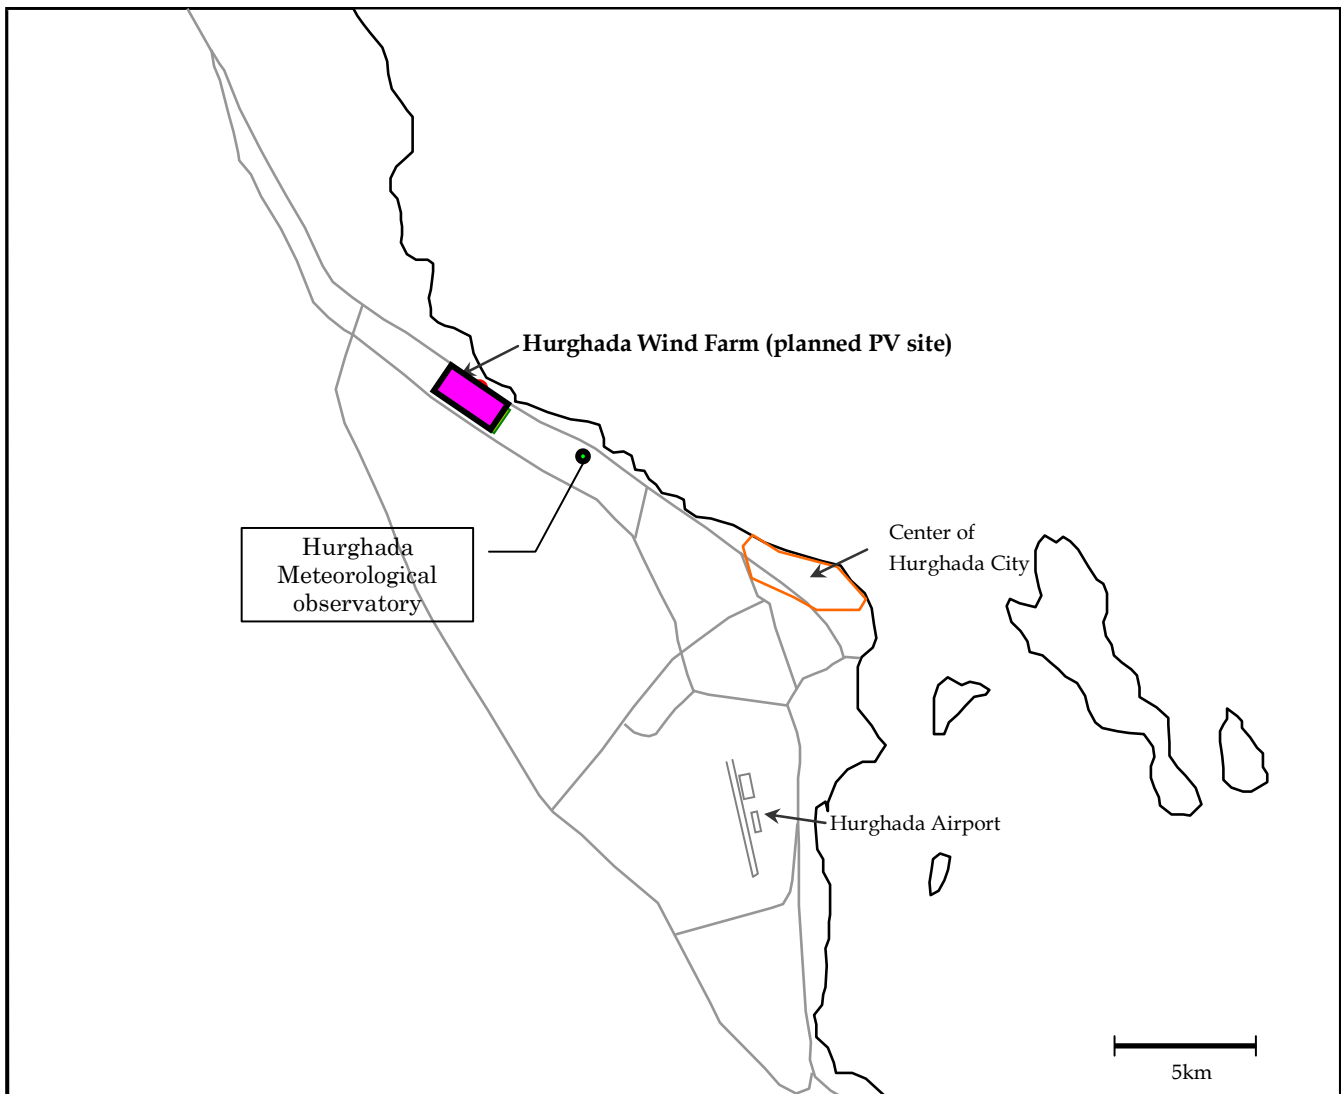 Hurghada Wind Farm (planned PV site)
Hurghada
Meteorological
observatory
Center of
Hurghada City
Hurghada Airport
5km